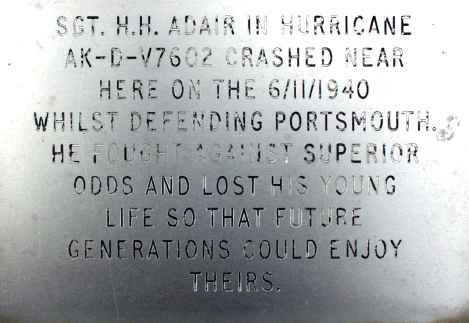 SGT. H.H. ADAIR IN HURRICANE
AK-D-V7602 CRASHED NEAR
HERE ON THE 6/11/1940
WHILST DEFENDING PORTSMOUTH.
HE FOUGHT AGAINST SUPERIOR
ODDS AND LOST HIS YOUNG
LIFE SO THAT FUTURE
GENERATIONS COULD ENJOY
THEIRS.